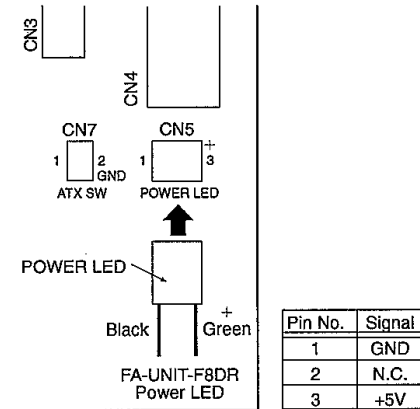 CN3
CN4
CN7
CN5
1
2
GND
1
+
3
ATX SW
POWER LED
POWER LED
Black
+
Green
FA-UNIT-F8DR
Power LED
Pin No. Signal
1 GND
2 N.C.
3 +5V